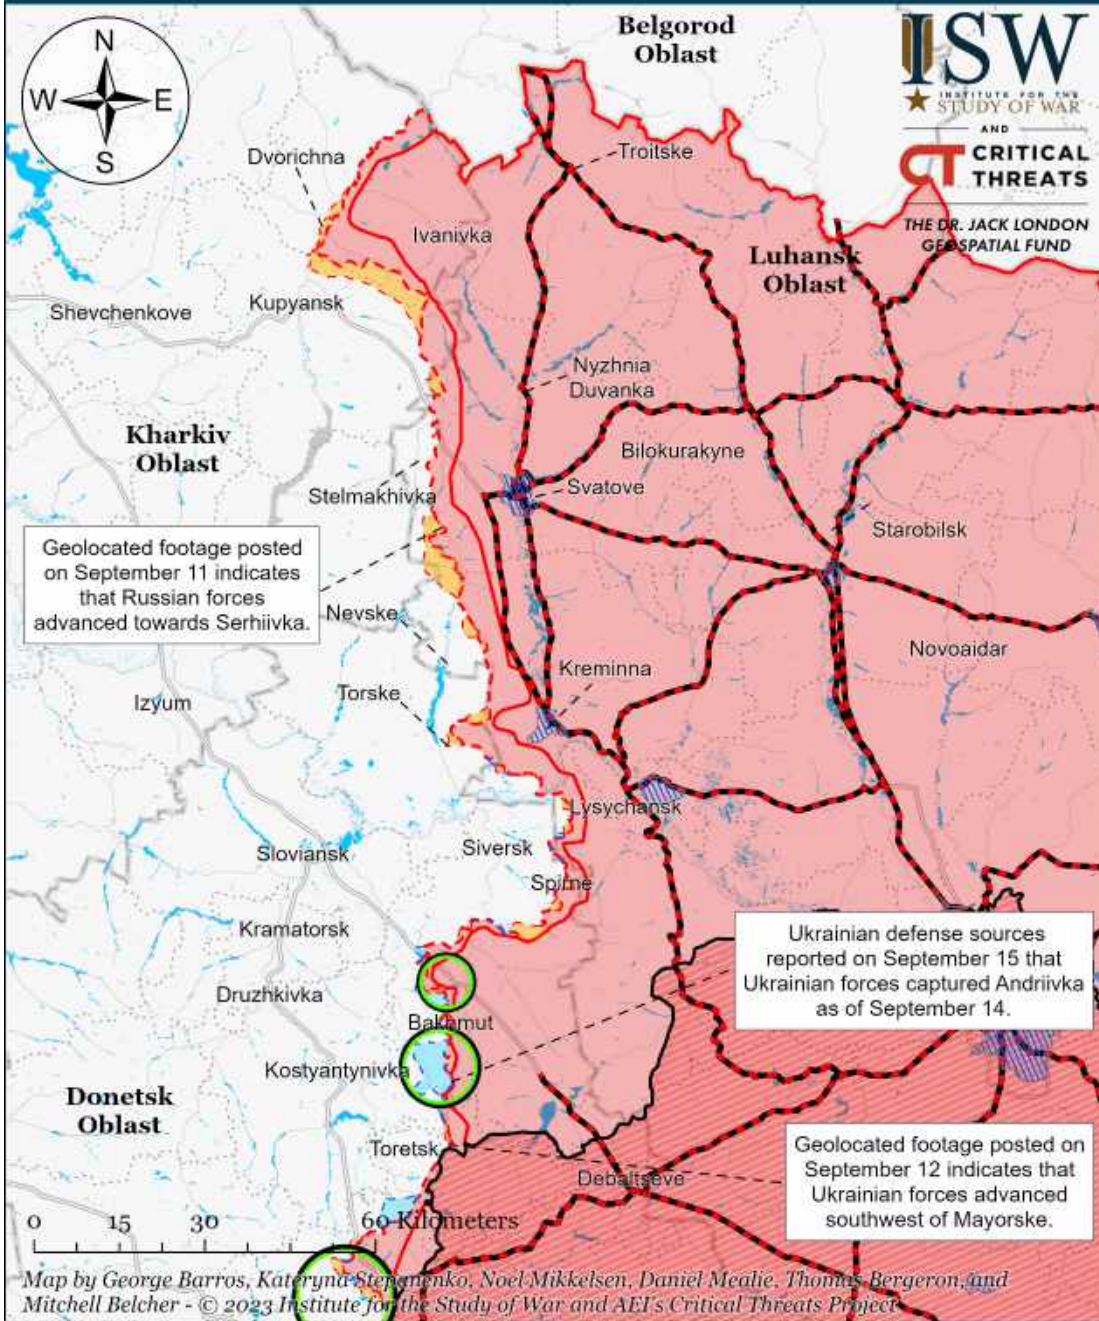 Belgorod
Oblast
N
W
E
S
ISW
INSTITUTE FOR THE
STUDY OF WAR
AND
CT CRITICAL
THREATS
THE DR. JACK LONDON
GEOSPATIAL FUND
Dvorichna
Troitske
Ivanivka
Luhansk
Oblast
Shevchenkove
Kupyansk
Nyzhnia
Duvanka
Kharkiv
Oblast
Bilokurakyne
Stelmakhivka
Svatove
Starobilsk
Geolocated footage posted
on September 11 indicates
that Russian forces
advanced towards Serhiivka.
Nevske
Novoaidar
Kreminna
Torske
Izyum
Lysychansk
Sloviansk
Siversk
Spirne
Kramatorsk
Ukrainian defense sources
reported on September 15 that
Ukrainian forces captured Andriivka
as of September 14.
Druzhkivka
Bakhmut
Kostyantynivka
Donetsk
Oblast
Toretsk
Geolocated footage posted on
September 12 indicates that
Ukrainian forces advanced
southwest of Mayorske.
Debaltseve
0 15 30 60 Kilometers
Map by George Barros, Kateryna Stepanenko, Noel Mikkelsen, Daniel Mealie, Thomas Bergeron, and
Mitchell Belcher - © 2023 Institute for the Study of War and AEI's Critical Threats Project